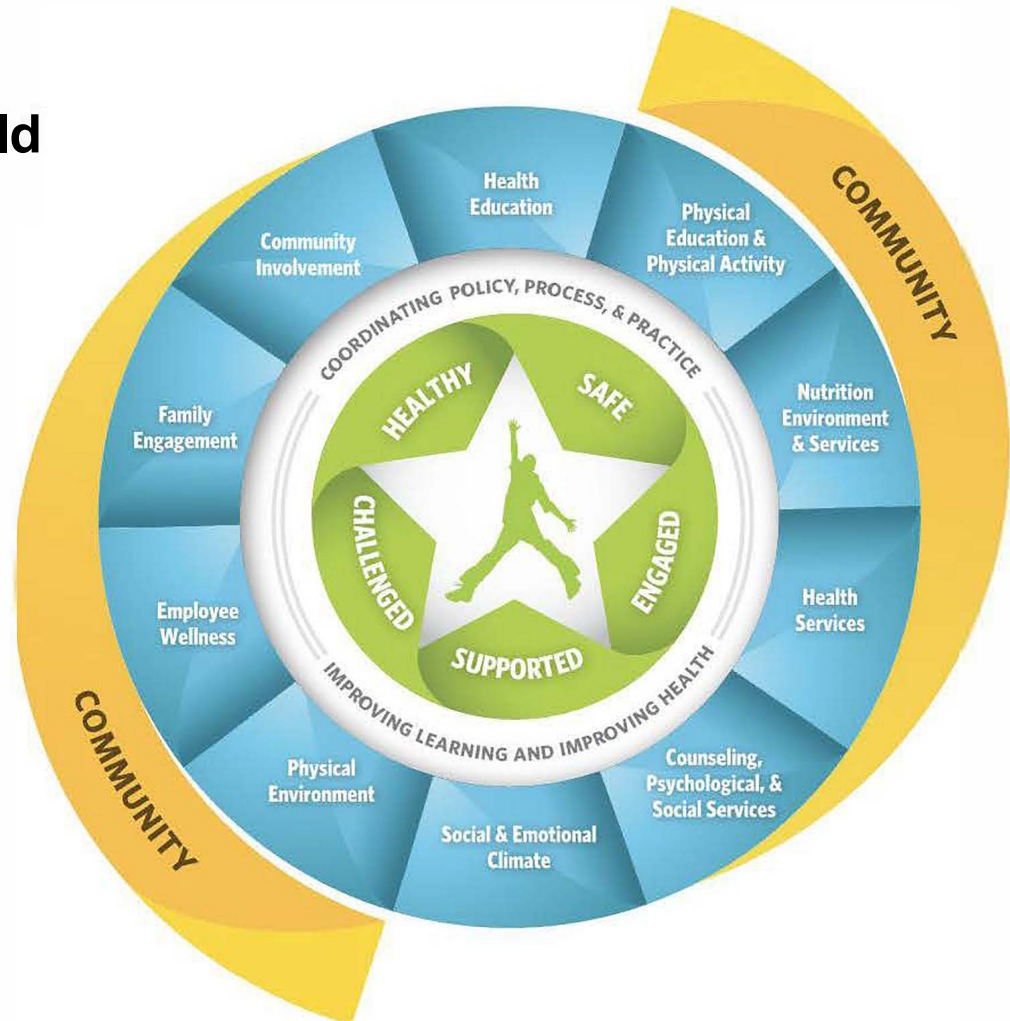 ld
COMMUNITY
Health
Education
Physical
Education &
Physical Activity
Nutrition
Environment
& Services
Health
Services
Counseling,
Psychological, &
Social Services
Social & Emotional
Climate
Physical
Environment
Employee
Wellness
Family
Engagement
Community
Involvement
COORDINATING POLICY, PROCESS, & PRACTICE
IMPROVING LEARNING AND IMPROVING HEALTH
HEALTHY
SAFE
ENGAGED
SUPPORTED
CHALLENGED
COMMUNITY